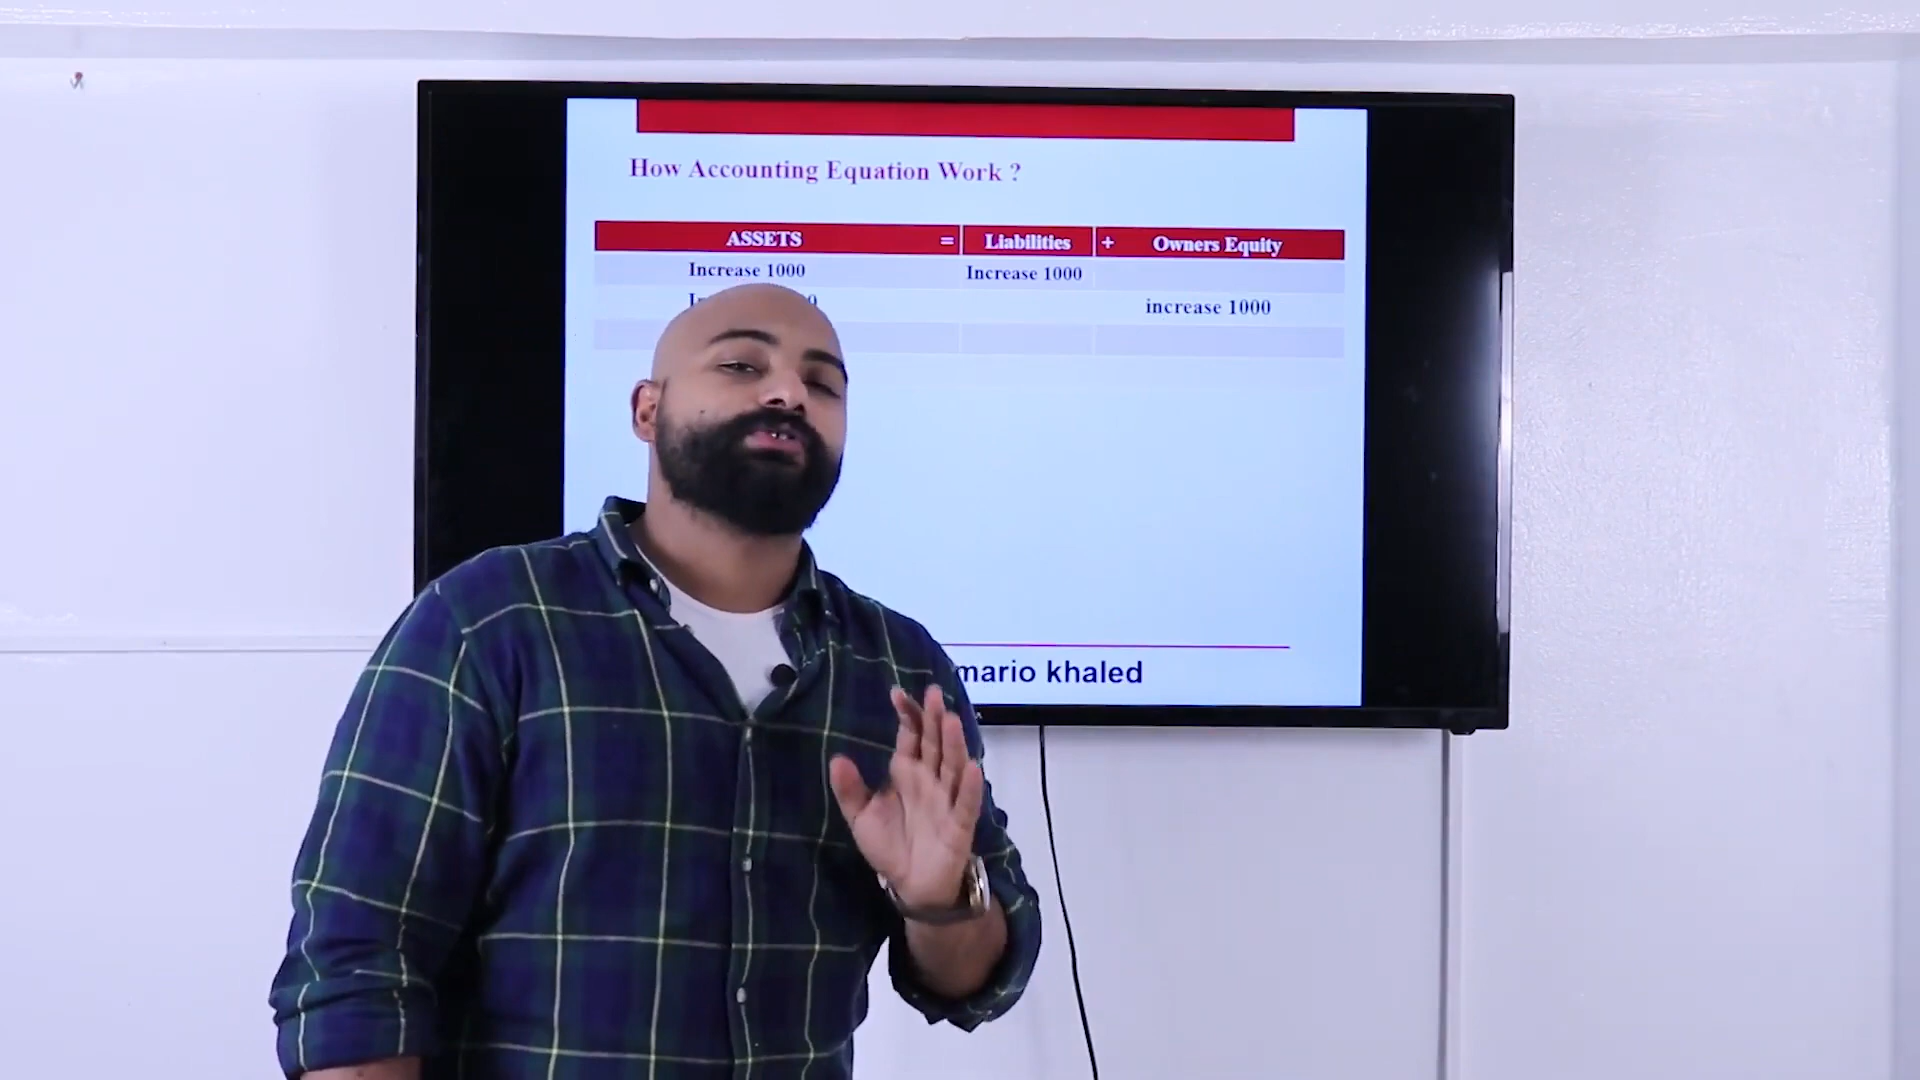 How Accounting Equation Work ?
ASSETS = Liabilities + Owners Equity
Increase 1000 Increase 1000
increase 1000
mario khaled